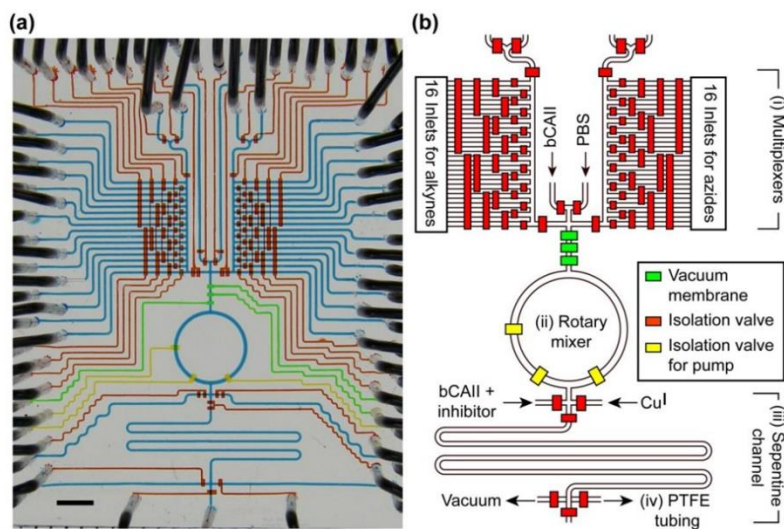 (a)
(b)
16 Inlets for alkynes
bCAII
PBS
16 Inlets for azides
(i) Multiplexers
Vacuum
membrane
Isolation valve
Isolation valve
for pump
(ii) Rotary
mixer
bCAII +
inhibitor
CuI
(iii) Sepentine
channel
Vacuum
(iv) PTFE
tubing